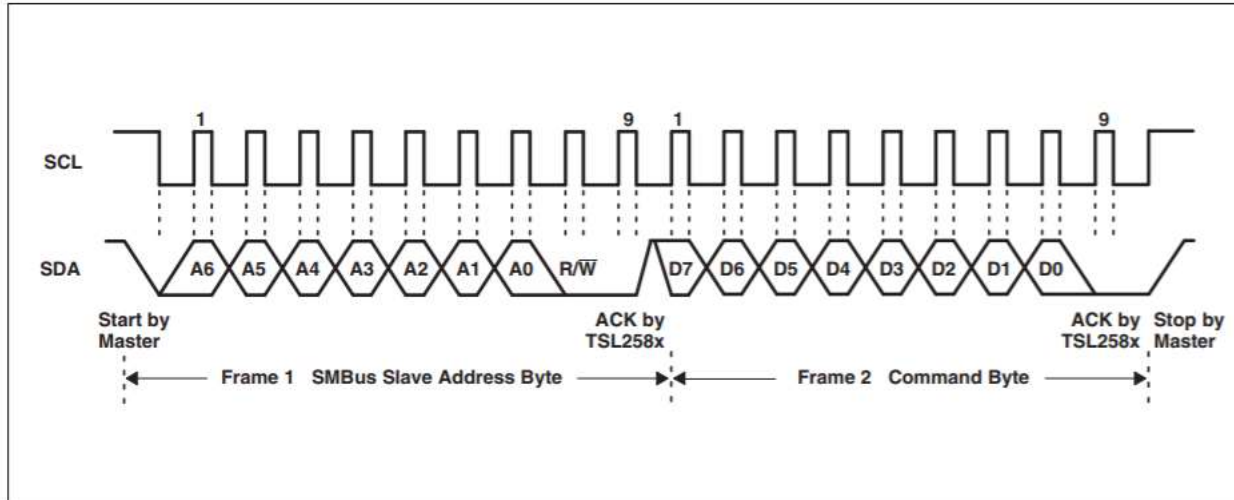 1 9 1 9
SCL
SDA A6 A5 A4 A3 A2 A1 A0 R/W̅ D7 D6 D5 D4 D3 D2 D1 D0
Start by ACK by ACK by Stop by
Master TSL258x TSL258x Master
Frame 1 SMBus Slave Address Byte Frame 2 Command Byte